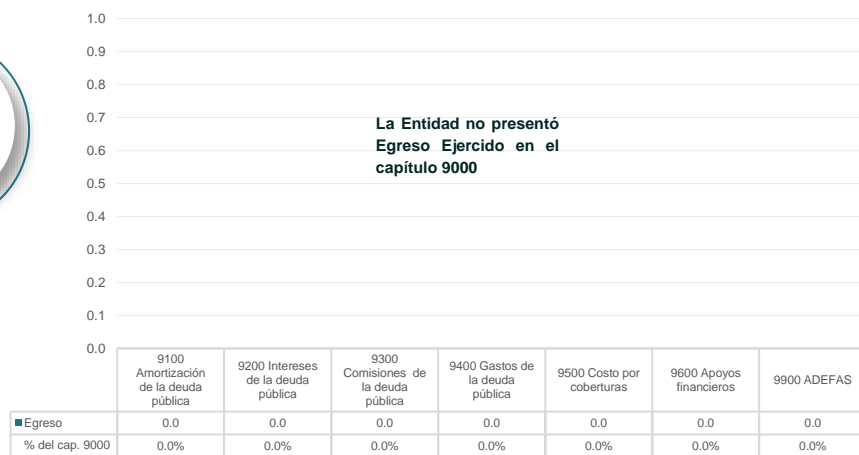 1.0
0.9
0.8
0.7
0.6
0.5
0.4
0.3
0.2
0.1
0.0
La Entidad no presentó
Egreso Ejercido en el
capítulo 9000
9100
Amortización
de la deuda
pública
9200 Intereses
de la deuda
pública
9300
Comisiones de
la deuda
pública
9400 Gastos de
la deuda
pública
9500 Costo por
coberturas
9600 Apoyos
financieros
9900 ADEFAS
Egreso 0.0 0.0 0.0 0.0 0.0 0.0 0.0
% del cap. 9000 0.0% 0.0% 0.0% 0.0% 0.0% 0.0% 0.0%